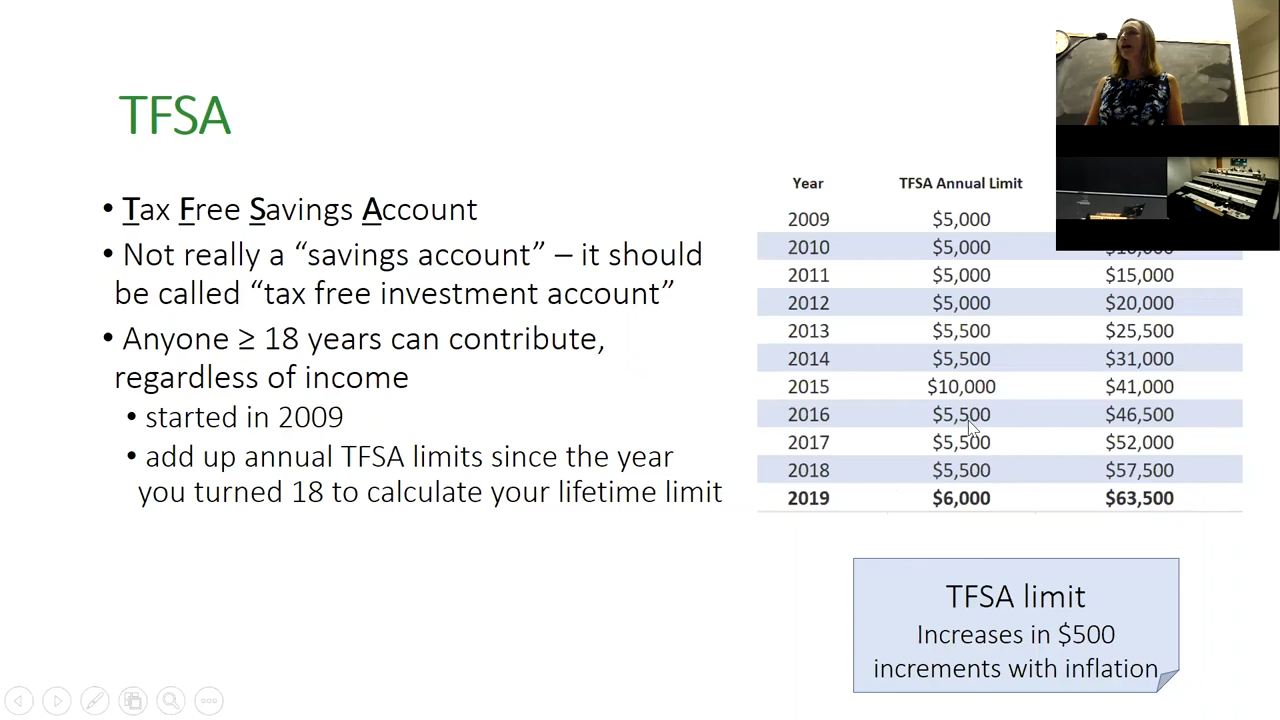 TFSA
• Tax Free Savings Account
• Not really a “savings account” – it should
be called “tax free investment account”
• Anyone ≥ 18 years can contribute,
regardless of income
• started in 2009
• add up annual TFSA limits since the year
you turned 18 to calculate your lifetime limit
Year TFSA Annual Limit
2009 $5,000
2010 $5,000
2011 $5,000 $15,000
2012 $5,000 $20,000
2013 $5,500 $25,500
2014 $5,500 $31,000
2015 $10,000 $41,000
2016 $5,500 $46,500
2017 $5,500 $52,000
2018 $5,500 $57,500
2019 $6,000 $63,500
TFSA limit
Increases in $500
increments with inflation